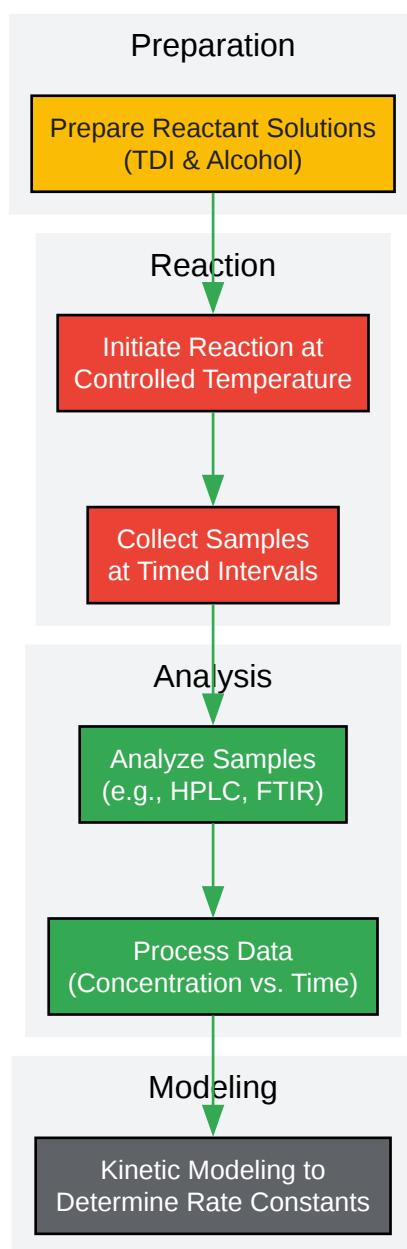 Preparation
Prepare Reactant Solutions
(TDI & Alcohol)
Reaction
Initiate Reaction at
Controlled Temperature
Collect Samples
at Timed Intervals
Analysis
Analyze Samples
(e.g., HPLC, FTIR)
Process Data
(Concentration vs. Time)
Modeling
Kinetic Modeling to
Determine Rate Constants